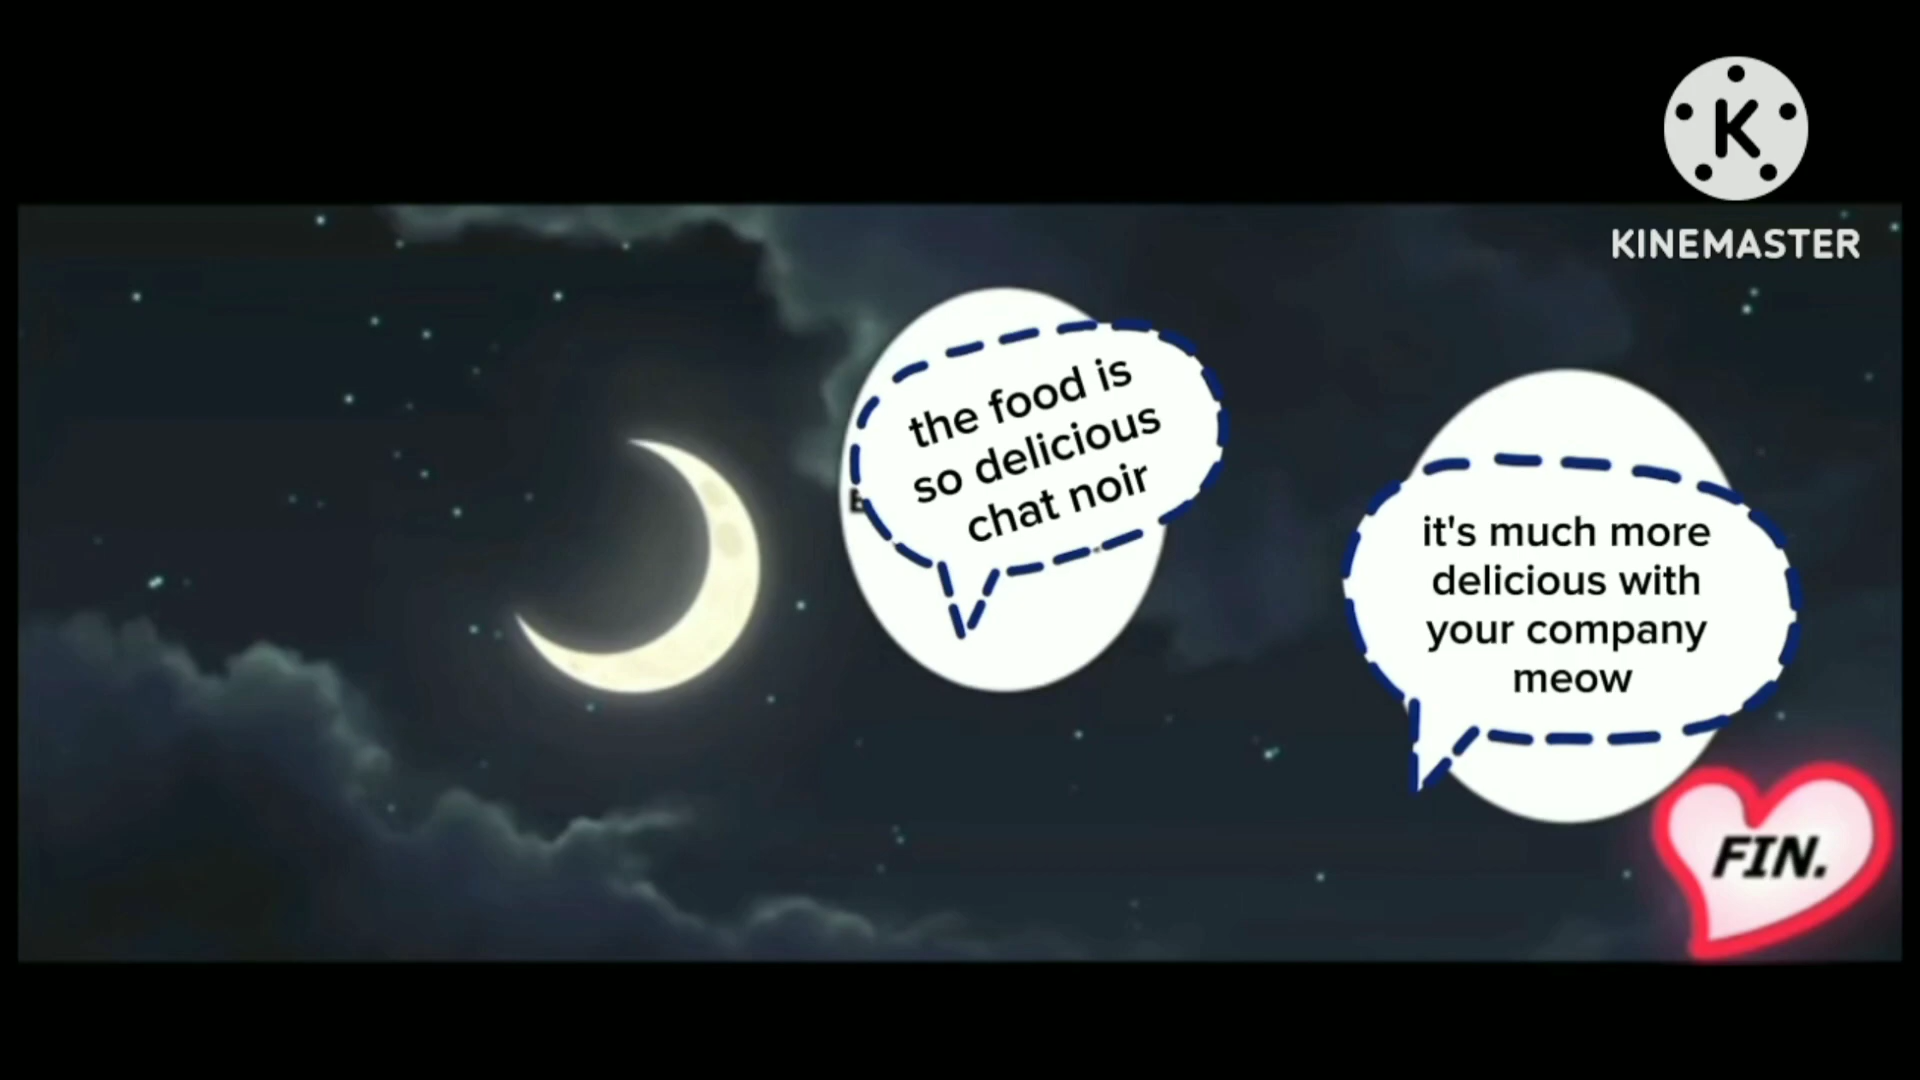 K
KINEMASTER
the food is
so delicious
chat noir
it's much more
delicious with
your company
meow
FIN.